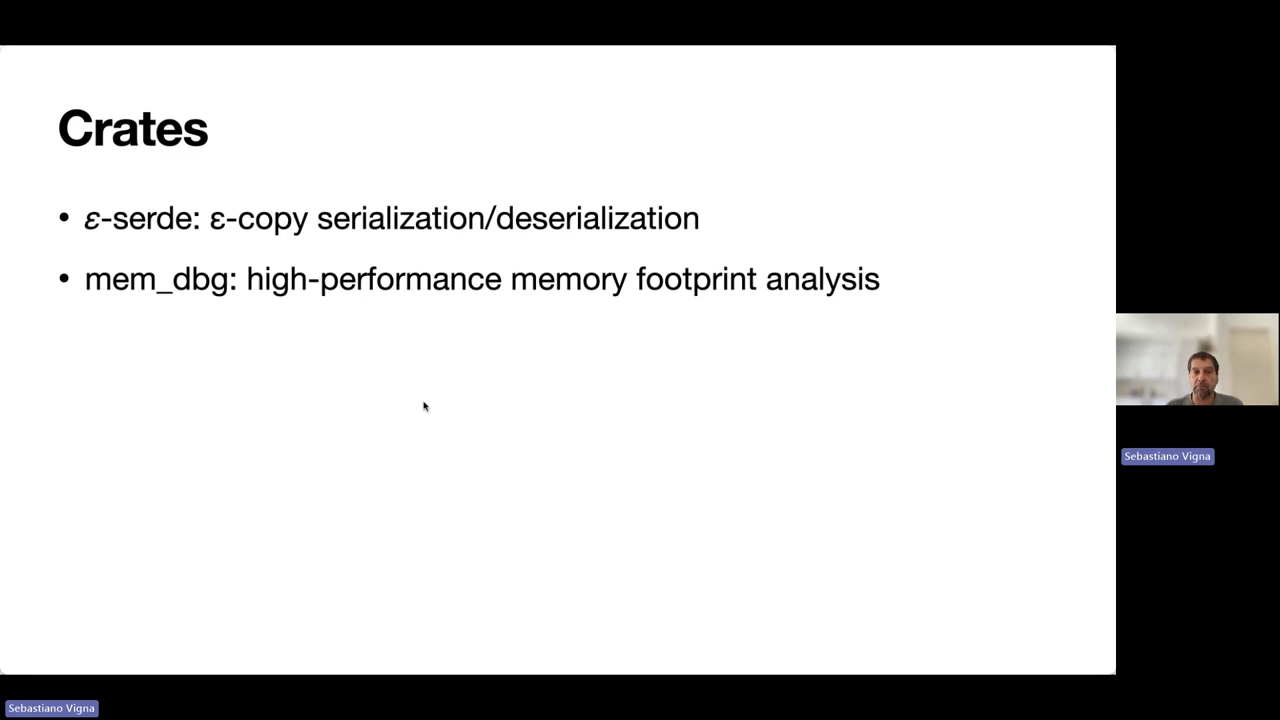 Crates
• ε-serde: ε-copy serialization/deserialization
• mem_dbg: high-performance memory footprint analysis
Sebastiano Vigna
Sebastiano Vigna